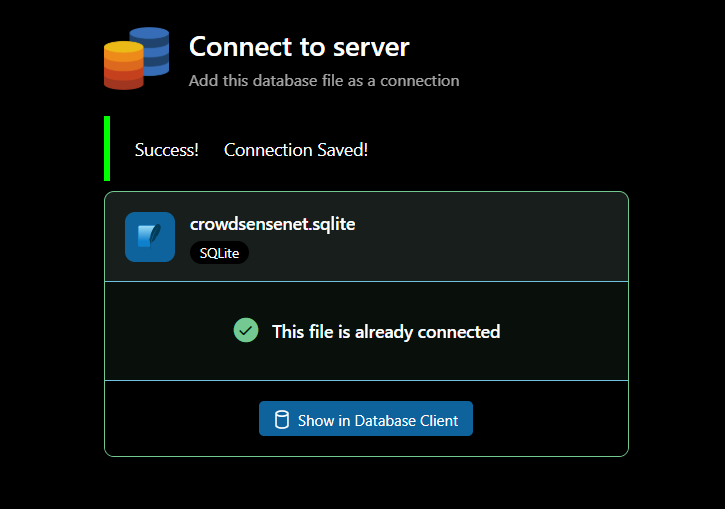 Connect to server
Add this database file as a connection
Success! Connection Saved!
crowdsensenet.sqlite
SQLite
This file is already connected
Show in Database Client